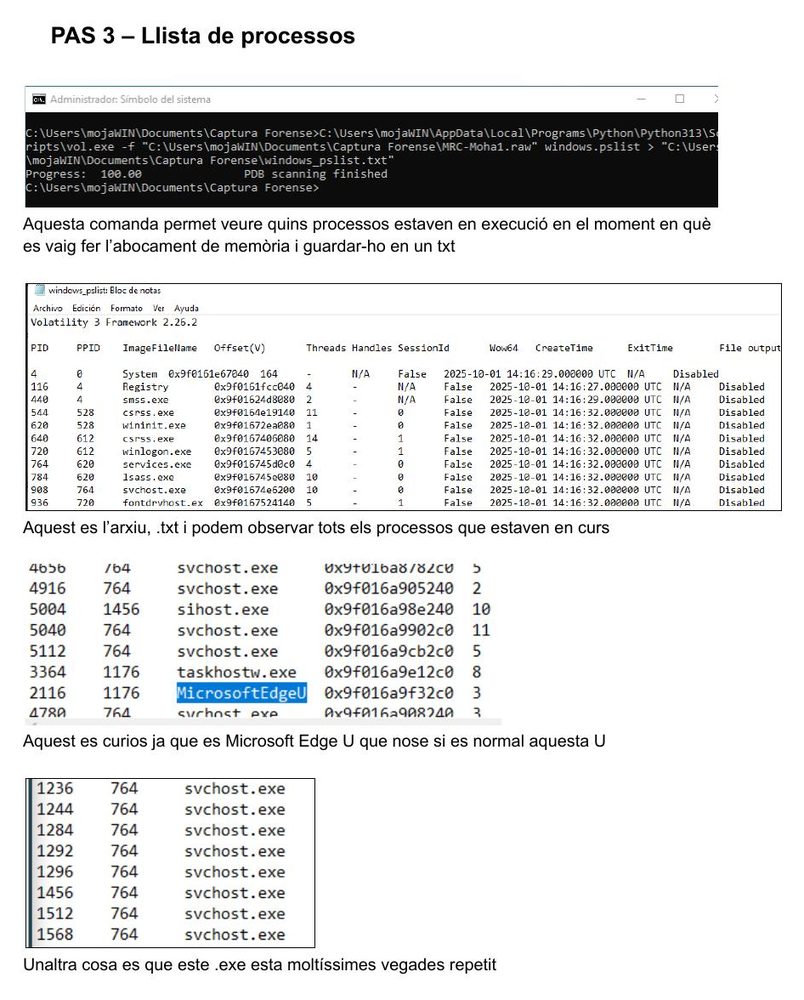 PAS 3 – Llista de processos
Administrador: Símbolo del sistema
C:\Users\mojaWIN\Documents\Captura Forense>C:\Users\mojaWIN\AppData\Local\Programs\Python\Python313\Sc
ripts\vol.exe -f "C:\Users\mojaWIN\Documents\Captura Forense\MRC-Moha1.raw" windows.pslist > "C:\Users
\mojaWIN\Documents\Captura Forense\windows_pslist.txt"
Progress: 100.00 PDB scanning finished
C:\Users\mojaWIN\Documents\Captura Forense>
Aquesta comanda permet veure quins processos estaven en execució en el moment en què
es vaig fer l’abocament de memòria i guardar-ho en un txt
windows_pslist: Bloc de notas
Archivo Edición Formato Ver Ayuda
Volatility 3 Framework 2.26.2
PID PPID ImageFileName Offset(V) Threads Handles SessionId Wow64 CreateTime ExitTime File output
4 0 System 0x9f0161e67040 164 - N/A False 2025-10-01 14:16:29.000000 UTC N/A Disabled
116 4 Registry 0x9f0161fcc040 4 - N/A False 2025-10-01 14:16:27.000000 UTC N/A Disabled
440 4 smss.exe 0x9f01624d8080 2 - N/A False 2025-10-01 14:16:29.000000 UTC N/A Disabled
544 528 csrss.exe 0x9f0164e19140 11 - 0 False 2025-10-01 14:16:32.000000 UTC N/A Disabled
620 528 wininit.exe 0x9f01672ea080 1 - 0 False 2025-10-01 14:16:32.000000 UTC N/A Disabled
640 612 csrss.exe 0x9f0167406080 14 - 1 False 2025-10-01 14:16:32.000000 UTC N/A Disabled
720 612 winlogon.exe 0x9f0167453080 5 - 1 False 2025-10-01 14:16:32.000000 UTC N/A Disabled
764 620 services.exe 0x9f016745d0c0 4 - 0 False 2025-10-01 14:16:32.000000 UTC N/A Disabled
784 620 lsass.exe 0x9f016745e080 10 - 0 False 2025-10-01 14:16:32.000000 UTC N/A Disabled
908 764 svchost.exe 0x9f01674e6200 10 - 0 False 2025-10-01 14:16:32.000000 UTC N/A Disabled
936 720 fontdrvhost.ex 0x9f0167524140 5 - 1 False 2025-10-01 14:16:32.000000 UTC N/A Disabled
Aquest es l’arxiu, .txt i podem observar tots els processos que estaven en curs
4656 764 svchost.exe 0x9f016a8782c0 5
4916 764 svchost.exe 0x9f016a905240 2
5004 1456 sihost.exe 0x9f016a98e240 10
5040 764 svchost.exe 0x9f016a9902c0 11
5112 764 svchost.exe 0x9f016a9cb2c0 5
3364 1176 taskhostw.exe 0x9f016a9e12c0 8
2116 1176 MicrosoftEdgeU 0x9f016a9f32c0 3
4780 764 svchost.exe 0x9f016a908240 3
Aquest es curios ja que es Microsoft Edge U que nose si es normal aquesta U
1236 764 svchost.exe
1244 764 svchost.exe
1284 764 svchost.exe
1292 764 svchost.exe
1296 764 svchost.exe
1456 764 svchost.exe
1512 764 svchost.exe
1568 764 svchost.exe
Unaltra cosa es que este .exe esta moltíssimes vegades repetit